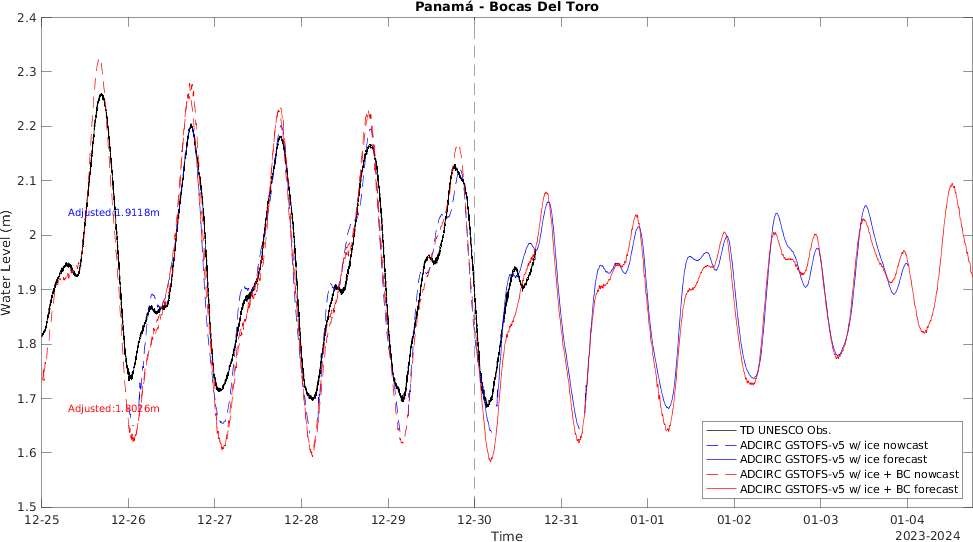 Panamá - Bocas Del Toro
2.4
2.3
2.2
2.1
2
1.9
1.8
1.7
1.6
1.5
Water Level (m)
Adjusted:1.9118m
Adjusted:1.8026m
TD UNESCO Obs.
ADCIRC GSTOFS-v5 w/ ice nowcast
ADCIRC GSTOFS-v5 w/ ice forecast
ADCIRC GSTOFS-v5 w/ ice + BC nowcast
ADCIRC GSTOFS-v5 w/ ice + BC forecast
12-25 12-26 12-27 12-28 12-29 12-30 12-31 01-01 01-02 01-03 01-04
Time
2023-2024